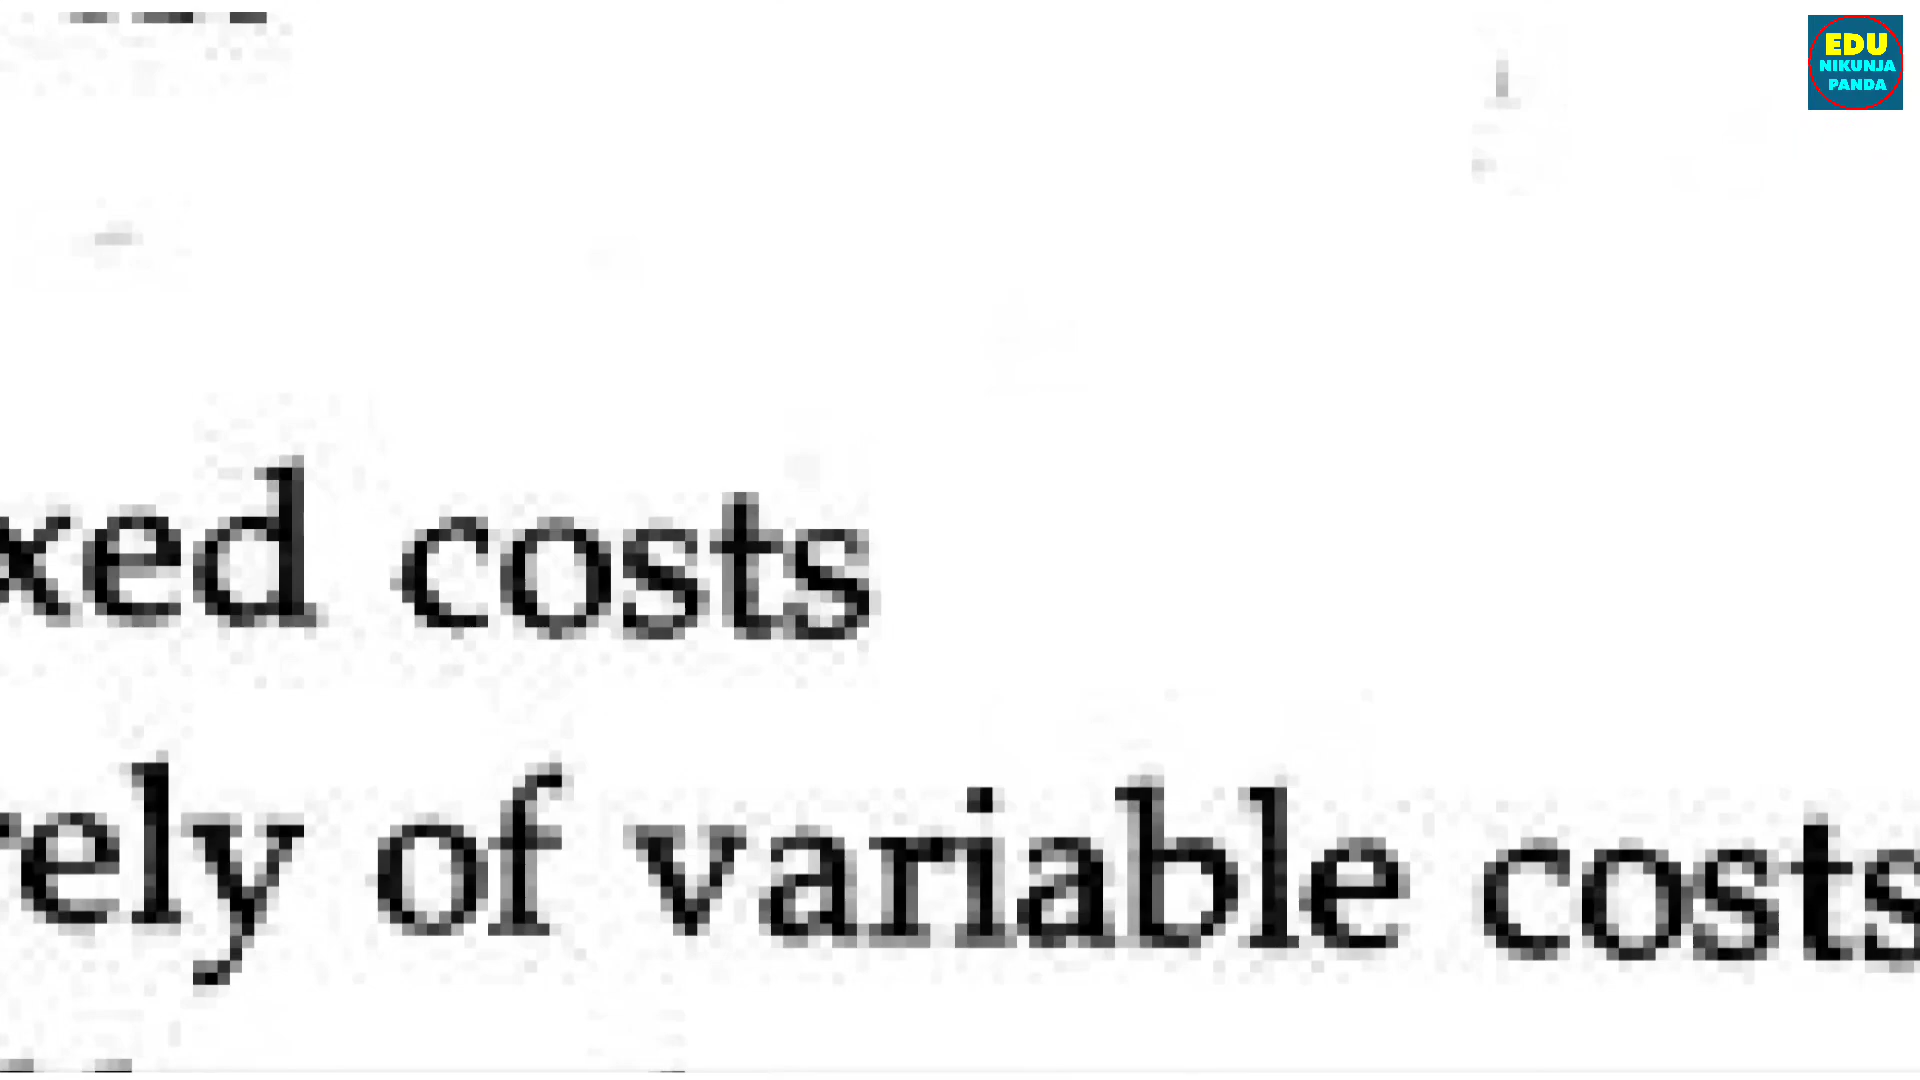 EDU
NIKUNJA
PANDA
xed costs
ely of variable costs